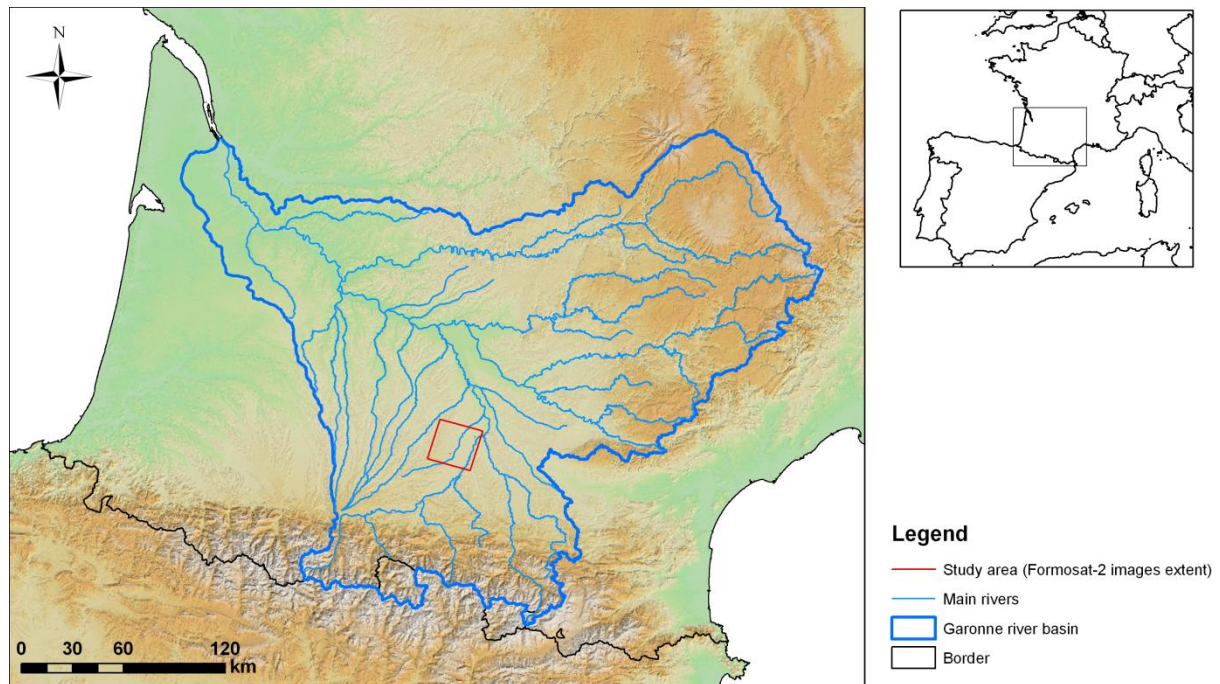 N
0 30 60 120
km
Legend
Study area (Formosat-2 images extent)
Main rivers
Garonne river basin
Border